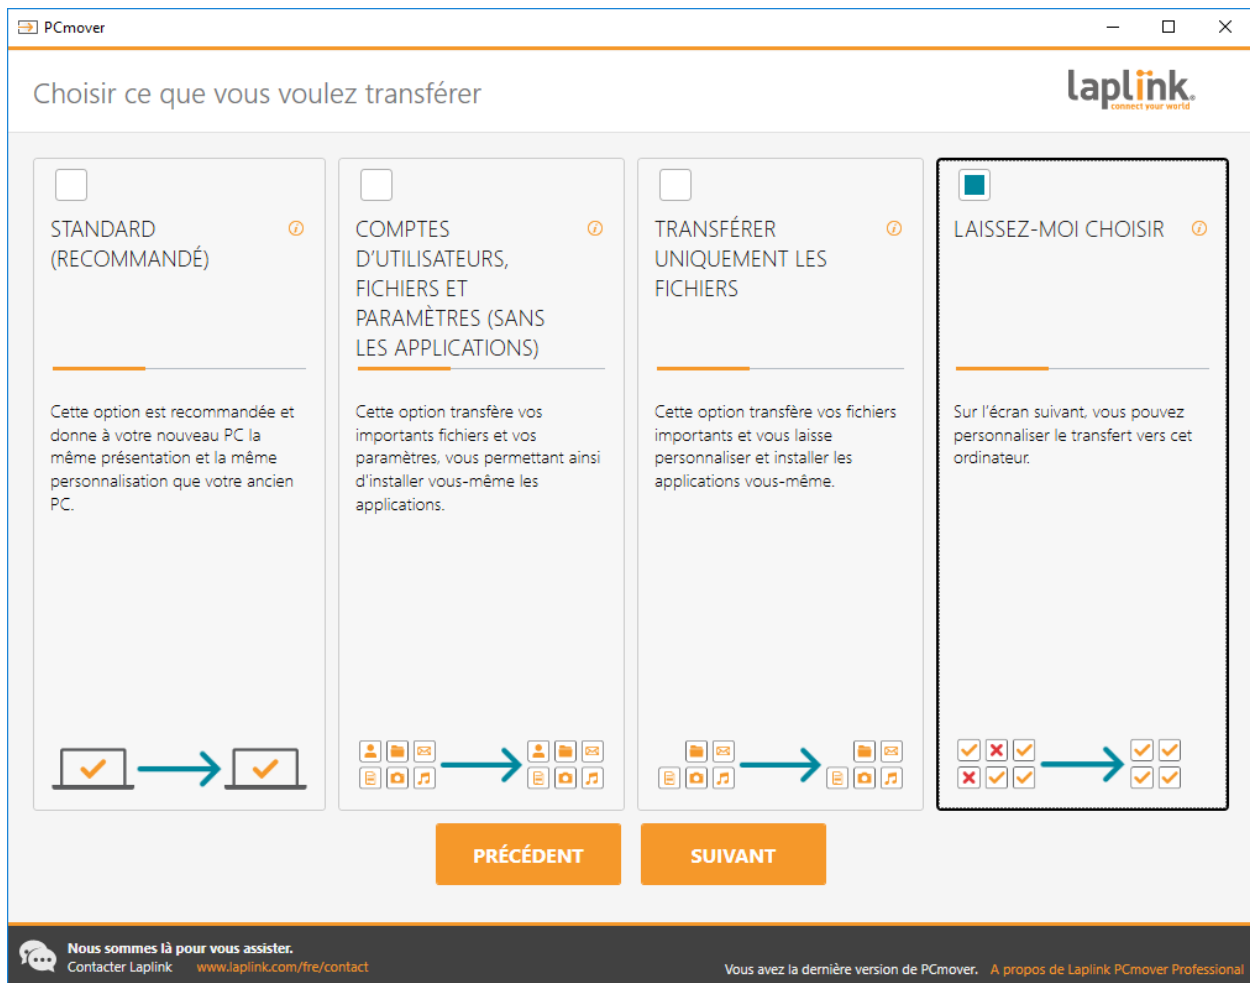 PCmover
Choisir ce que vous voulez transférer
laplink.
connect your world
STANDARD
(RECOMMANDÉ)
Cette option est recommandée et
donne à votre nouveau PC la
même présentation et la même
personnalisation que votre ancien
PC.
COMPTES
D'UTILISATEURS,
FICHIERS ET
PARAMÈTRES (SANS
LES APPLICATIONS)
Cette option transfère vos
importants fichiers et vos
paramètres, vous permettant ainsi
d'installer vous-même les
applications.
TRANSFÉRER
UNIQUEMENT LES
FICHIERS
Cette option transfère vos fichiers
importants et vous laisse
personnaliser et installer les
applications vous-même.
LAISSEZ-MOI CHOISIR
Sur l'écran suivant, vous pouvez
personnaliser le transfert vers cet
ordinateur.
PRÉCÉDENT
SUIVANT
Nous sommes là pour vous assister.
Contacter Laplink www.laplink.com/fre/contact
Vous avez la dernière version de PCmover. A propos de Laplink PCmover Professional